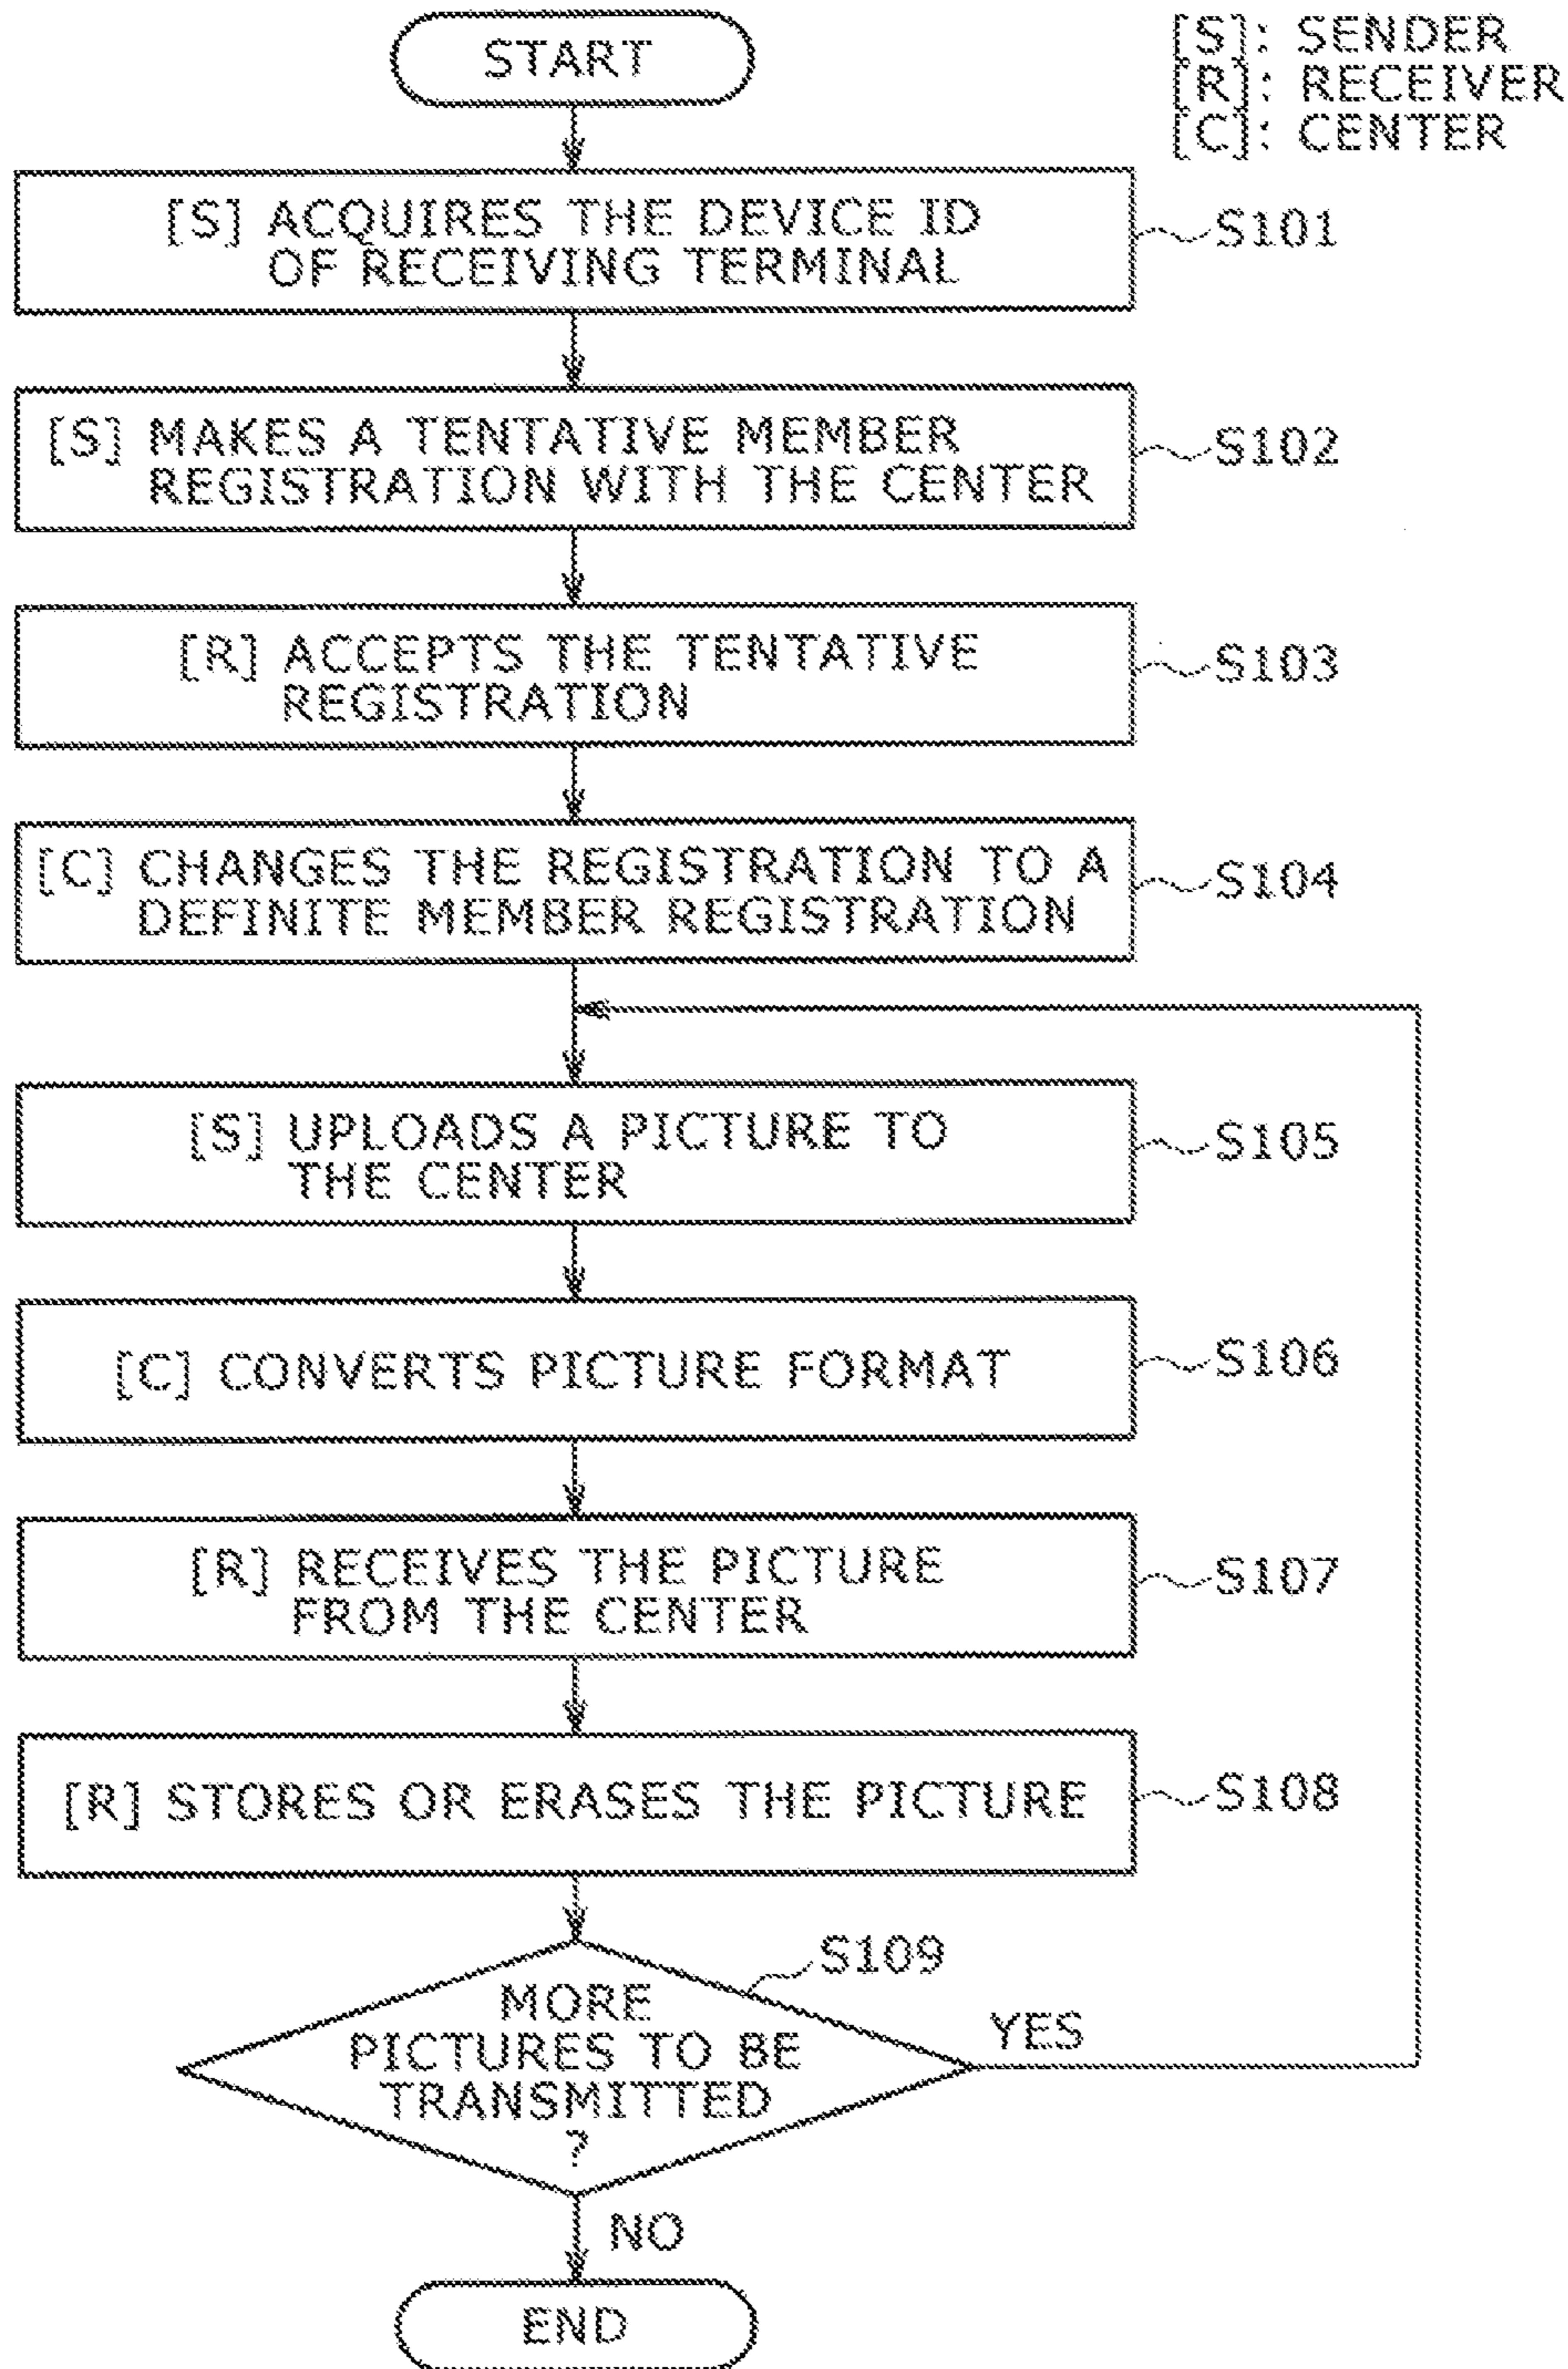 START
[S]: SENDER
[R]: RECEIVER
[C]: CENTER
[S] ACQUIRES THE DEVICE ID
OF RECEIVING TERMINAL
S101
[S] MAKES A TENTATIVE MEMBER
REGISTRATION WITH THE CENTER
S102
[R] ACCEPTS THE TENTATIVE
REGISTRATION
S103
[C] CHANGES THE REGISTRATION TO A
DEFINITE MEMBER REGISTRATION
S104
[S] UPLOADS A PICTURE TO
THE CENTER
S105
[C] CONVERTS PICTURE FORMAT
S106
[R] RECEIVES THE PICTURE
FROM THE CENTER
S107
[R] STORES OR ERASES THE PICTURE
S108
S109
MORE
PICTURES TO BE
TRANSMITTED
?
YES
NO
END